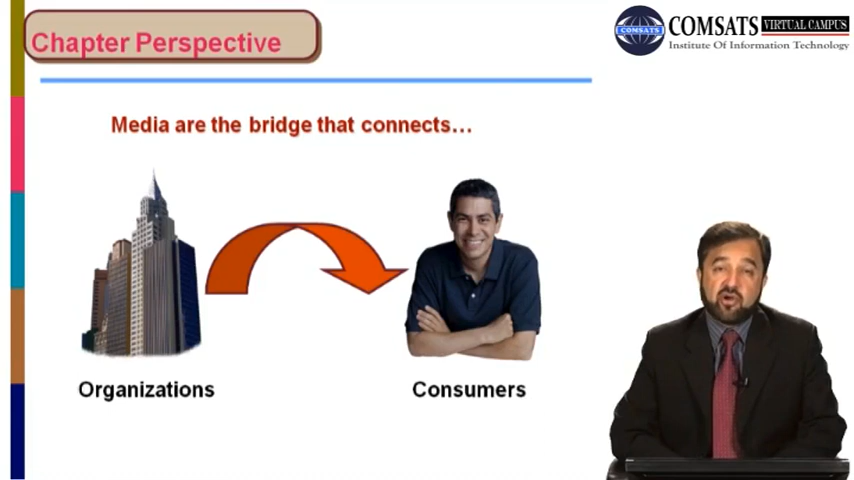 Chapter Perspective
COMSATS VIRTUAL CAMPUS
COMSATS
Institute Of Information Technology
Media are the bridge that connects...
Organizations
Consumers